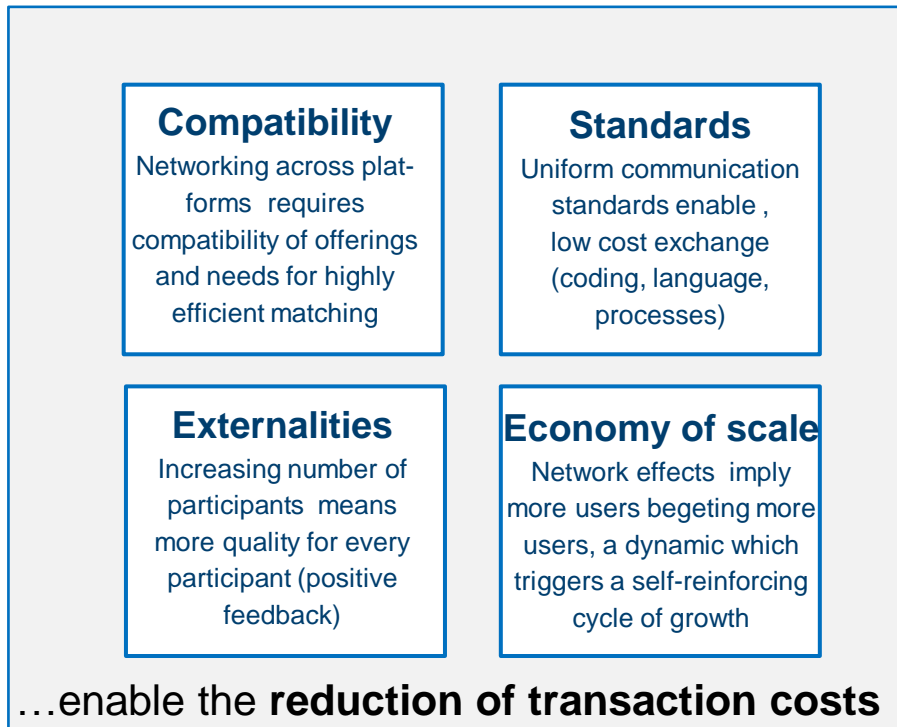 Compatibility
Networking across plat-
forms requires
compatibility of offerings
and needs for highly
efficient matching
Standards
Uniform communication
standards enable ,
low cost exchange
(coding, language,
processes)
Externalities
Increasing number of
participants means
more quality for every
participant (positive
feedback)
Economy of scale
Network effects imply
more users begeting more
users, a dynamic which
triggers a self-reinforcing
cycle of growth
…enable the reduction of transaction costs